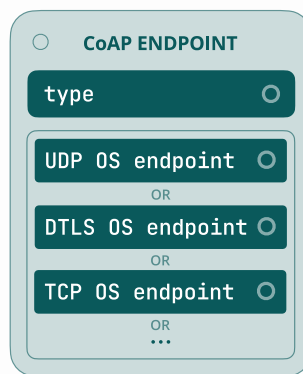 CoAP ENDPOINT
type
UDP OS endpoint
OR
DTLS OS endpoint
OR
TCP OS endpoint
OR
...